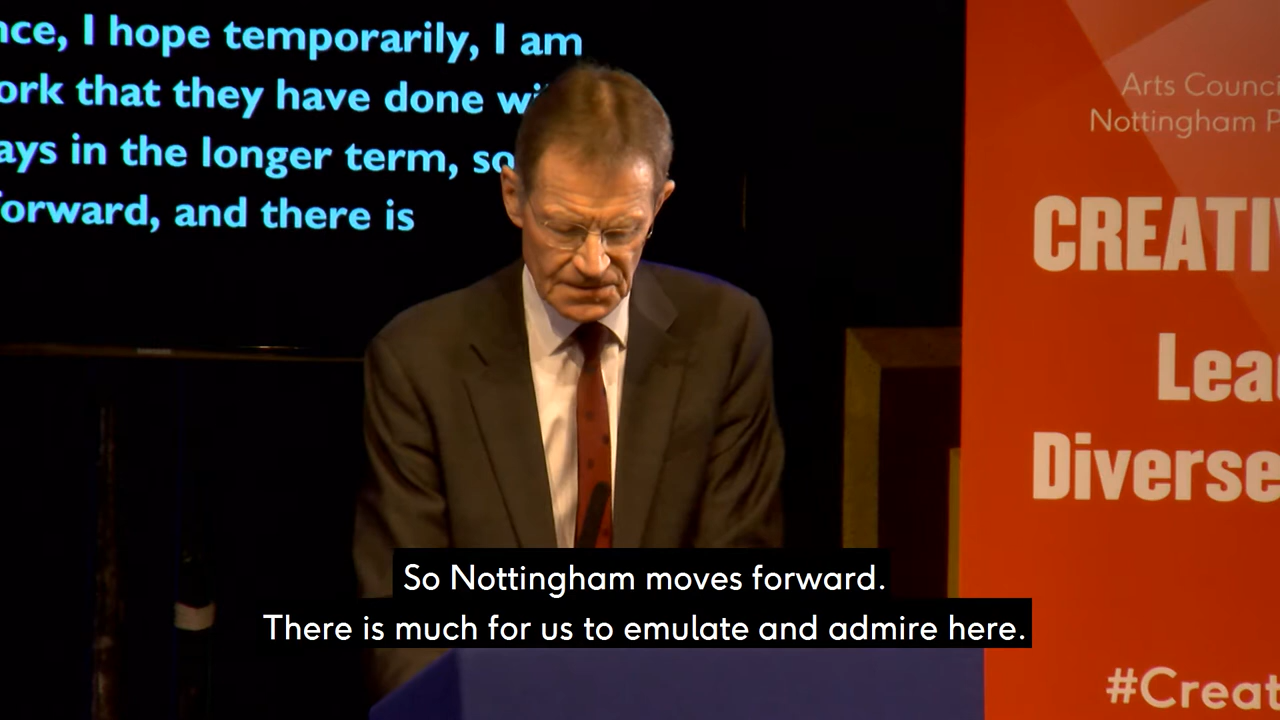 nce, I hope temporarily, I am
ork that they have done wi
ays in the longer term, so
forward, and there is
Arts Counci
Nottingham P
CREATI
Lea
Diverse
#Creat
So Nottingham moves forward.
There is much for us to emulate and admire here.